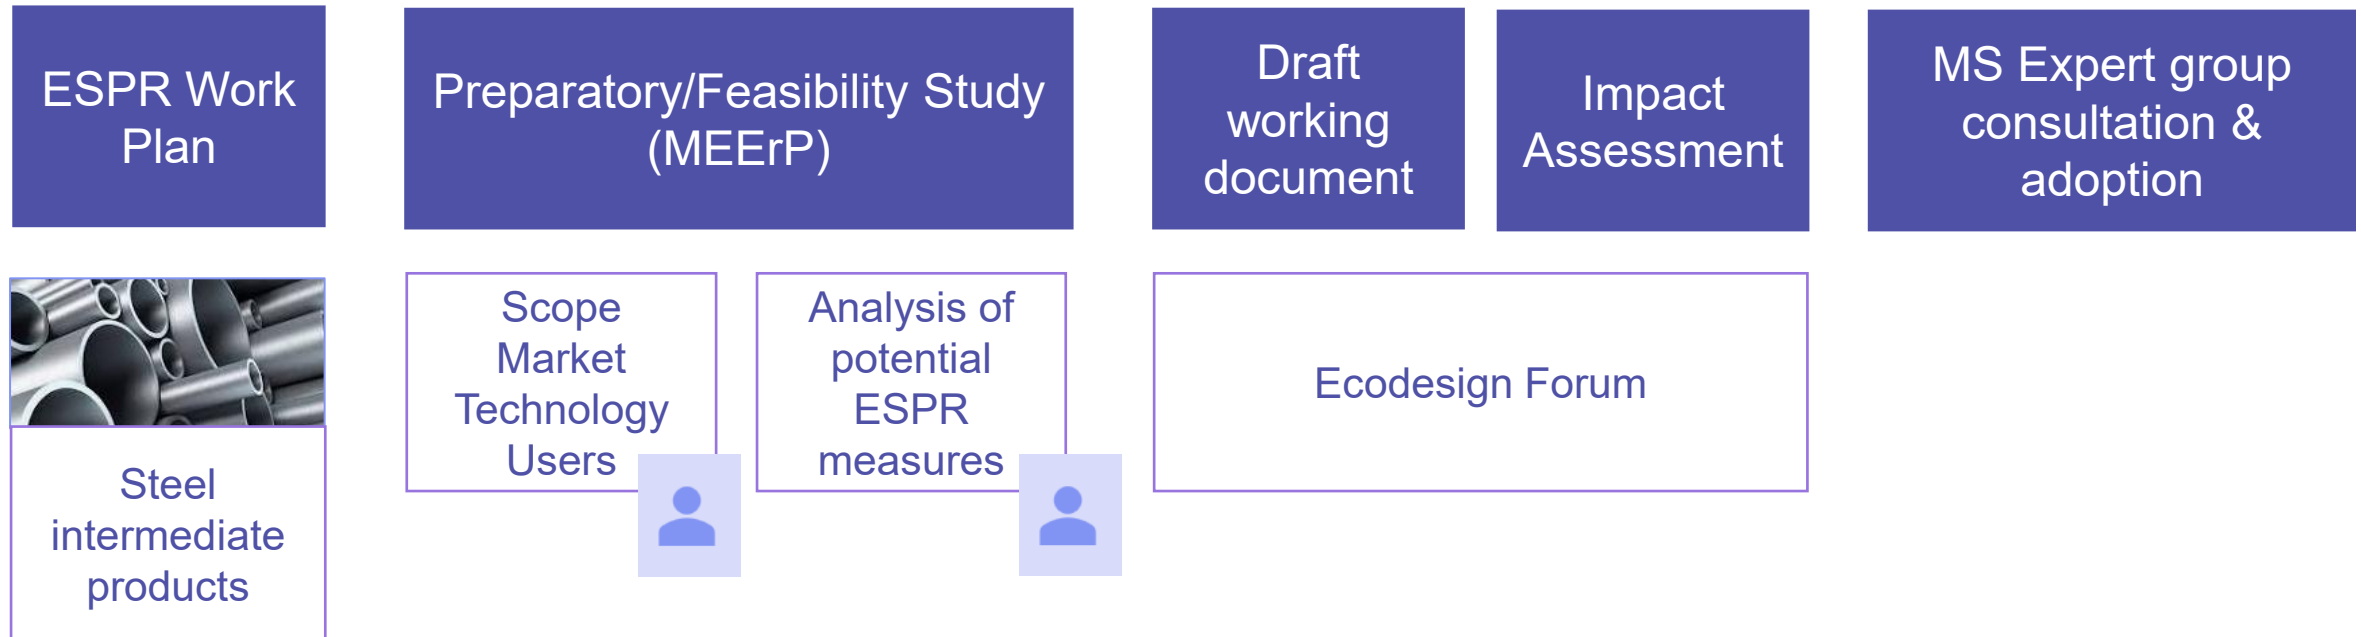 ESPR Work
Plan
Preparatory/Feasibility Study
(MEErP)
Draft
working
document
Impact
Assessment
MS Expert group
consultation &
adoption
Steel
intermediate
products
Scope
Market
Technology
Users
Analysis of
potential
ESPR
measures
Ecodesign Forum